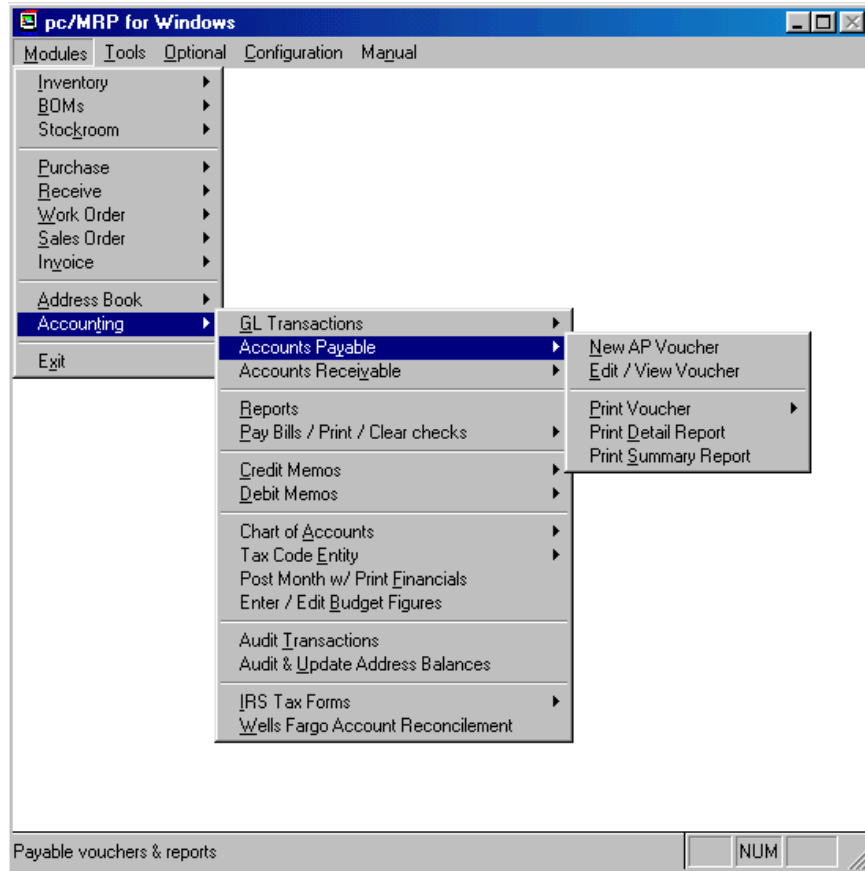 pc/MRP for Windows
Modules Tools Optional Configuration Manual
Inventory
BOMs
Stockroom
Purchase
Receive
Work Order
Sales Order
Invoice
Address Book
Accounting
Exit
GL Transactions
Accounts Payable
Accounts Receivable
Reports
Pay Bills / Print / Clear checks
Credit Memos
Debit Memos
Chart of Accounts
Tax Code Entity
Post Month w/ Print Financials
Enter / Edit Budget Figures
Audit Transactions
Audit & Update Address Balances
IRS Tax Forms
Wells Fargo Account Reconcilement
New AP Voucher
Edit / View Voucher
Print Voucher
Print Detail Report
Print Summary Report
Payable vouchers & reports NUM